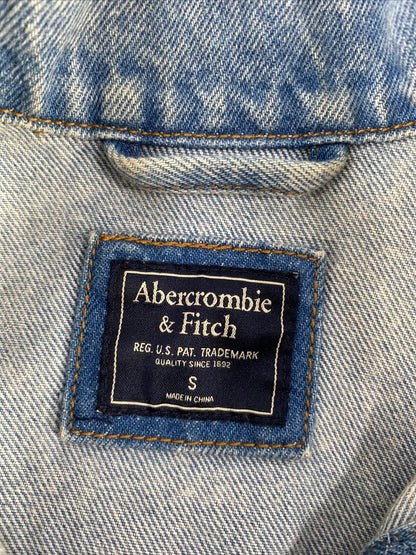 Abercrombie
& Fitch
REG. U.S. PAT. TRADEMARK
QUALITY SINCE 1892
S
MADE IN CHINA